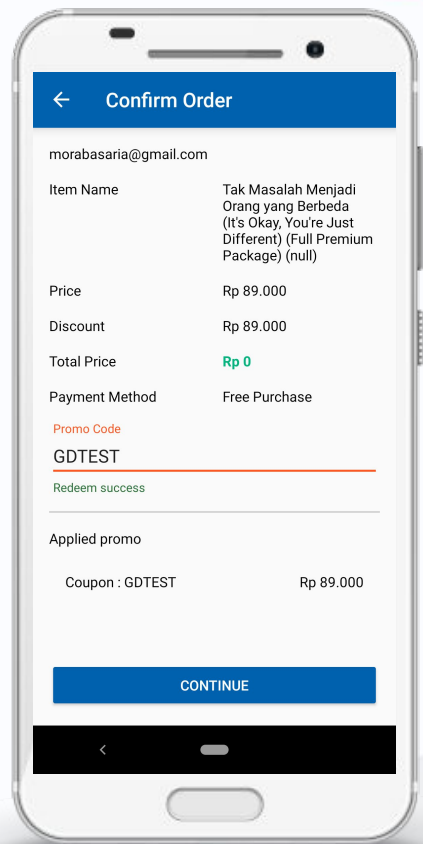 Confirm Order
morabasaria@gmail.com
Item Name
Tak Masalah Menjadi
Orang yang Berbeda
(It's Okay, You're Just
Different) (Full Premium
Package) (null)
Price Rp 89.000
Discount Rp 89.000
Total Price Rp 0
Payment Method Free Purchase
Promo Code
GDTEST
Redeem success
Applied promo
Coupon : GDTEST Rp 89.000
CONTINUE